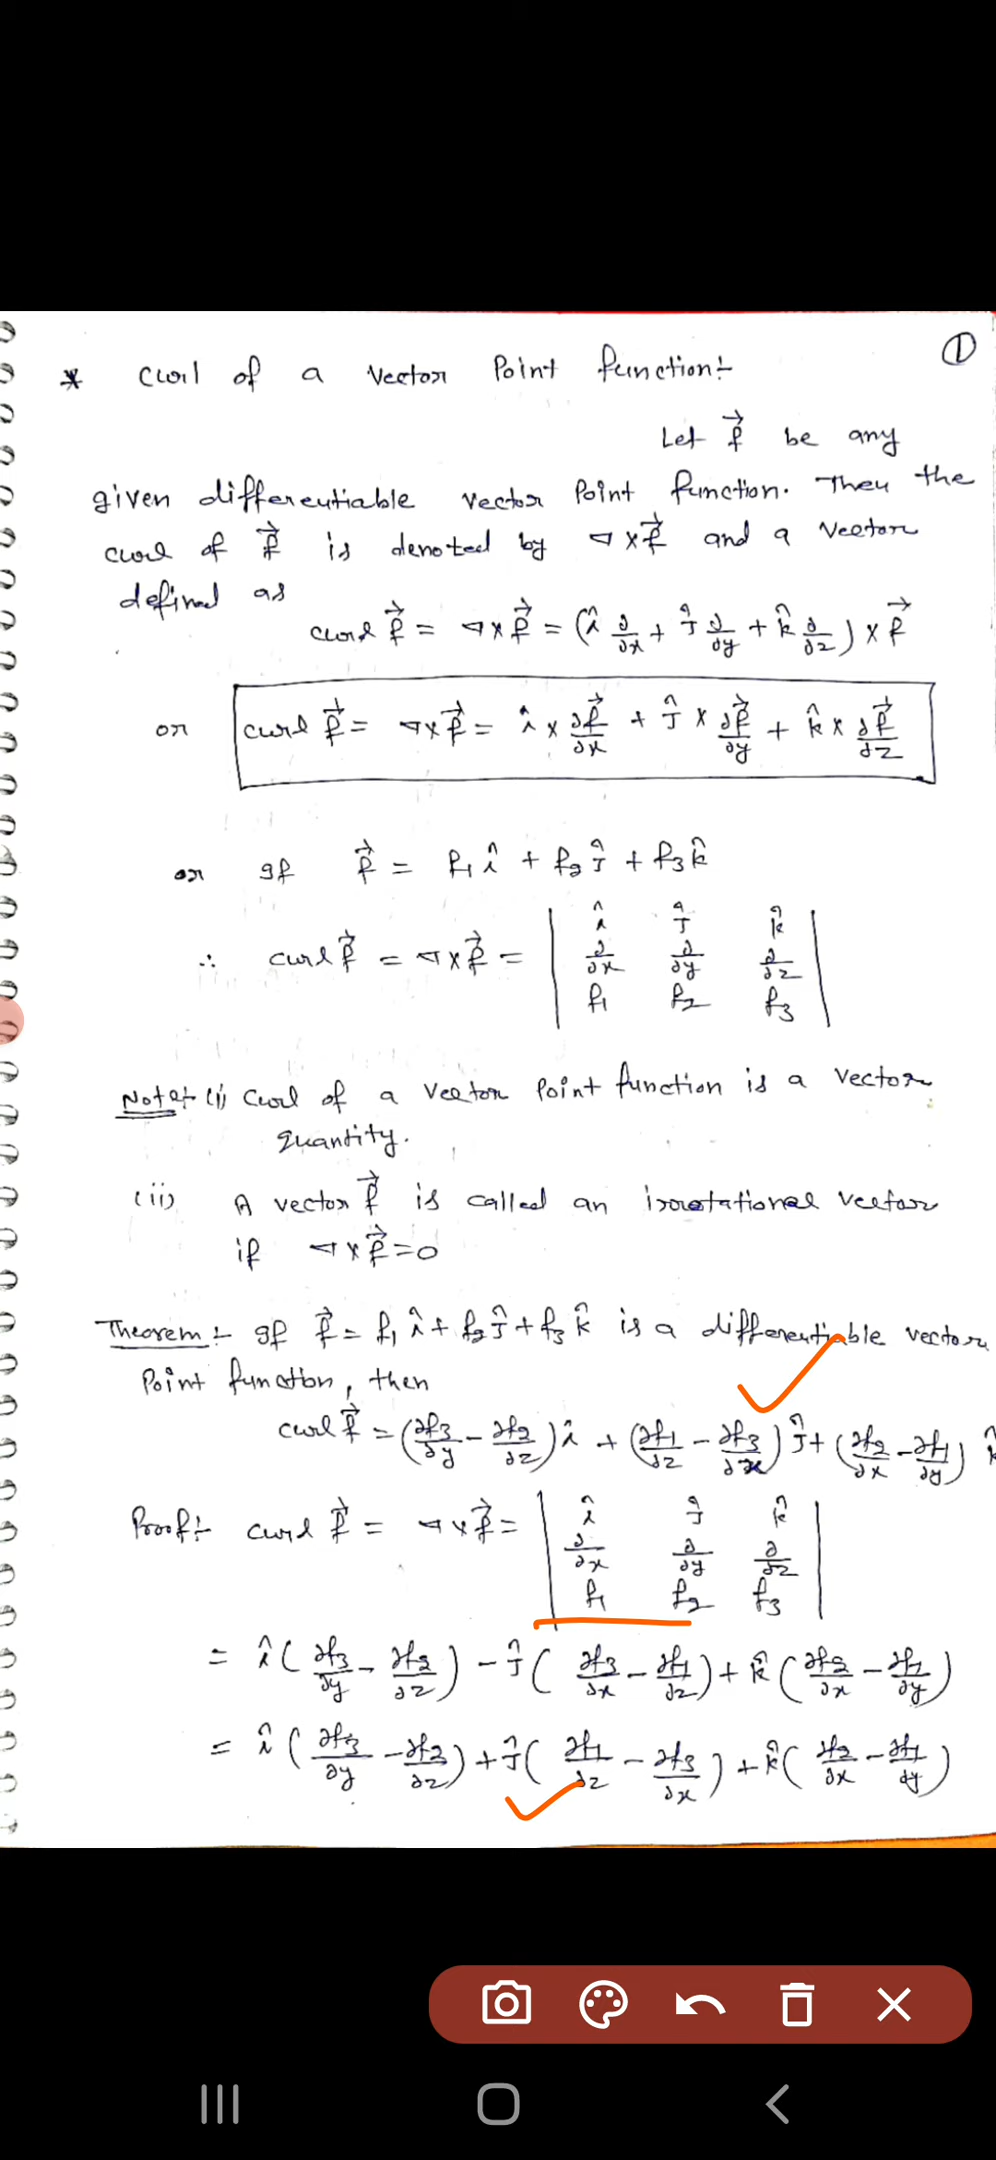 ①
* Curl of a Vector Point function:-
Let f⃗ be any
given differentiable vector Point function. Then the
curl of f⃗ is denoted by ∇×f⃗ and a vector
defined as
curl f⃗ = ∇×f⃗ = (î ∂/∂x + ĵ ∂/∂y + k̂ ∂/∂z) × f⃗
or curl f⃗ = ∇×f⃗ = î × ∂f⃗/∂x + ĵ × ∂f⃗/∂y + k̂ × ∂f⃗/∂z
or If f⃗ = f₁ î + f₂ ĵ + f₃ k̂
∴ curl f⃗ = ∇×f⃗ = | î ĵ k̂ |
| ∂/∂x ∂/∂y ∂/∂z |
| f₁ f₂ f₃ |
Note:- (i) Curl of a vector Point function is a vector
quantity.
(ii) A vector f⃗ is called an irrotational vector
if ∇×f⃗ = 0
Theorem:- If f⃗ = f₁ î + f₂ ĵ + f₃ k̂ is a differentiable vector
Point function, then
curl f⃗ = (∂f₃/∂y - ∂f₂/∂z) î + (∂f₁/∂z - ∂f₃/∂x) ĵ + (∂f₂/∂x - ∂f₁/∂y) k̂
Proof:- curl f⃗ = ∇×f⃗ = | î ĵ k̂ |
| ∂/∂x ∂/∂y ∂/∂z |
| f₁ f₂ f₃ |
= î (∂f₃/∂y - ∂f₂/∂z) - ĵ (∂f₃/∂x - ∂f₁/∂z) + k̂ (∂f₂/∂x - ∂f₁/∂y)
= î (∂f₃/∂y - ∂f₂/∂z) + ĵ (∂f₁/∂z - ∂f₃/∂x) + k̂ (∂f₂/∂x - ∂f₁/∂y)